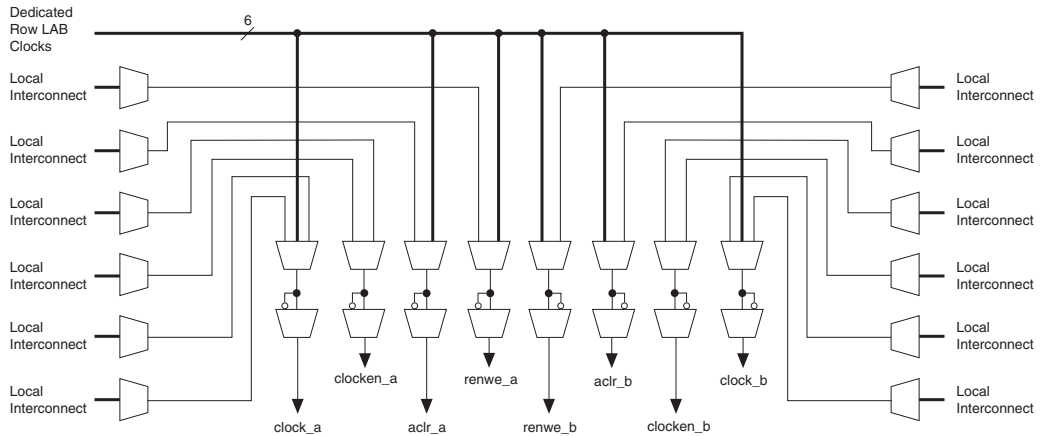 Dedicated
Row LAB
Clocks
6
Local
Interconnect
Local
Interconnect
Local
Interconnect
Local
Interconnect
Local
Interconnect
Local
Interconnect
Local
Interconnect
Local
Interconnect
Local
Interconnect
Local
Interconnect
Local
Interconnect
Local
Interconnect
clocken_a
renwe_a
aclr_b
clock_b
clock_a
aclr_a
renwe_b
clocken_b